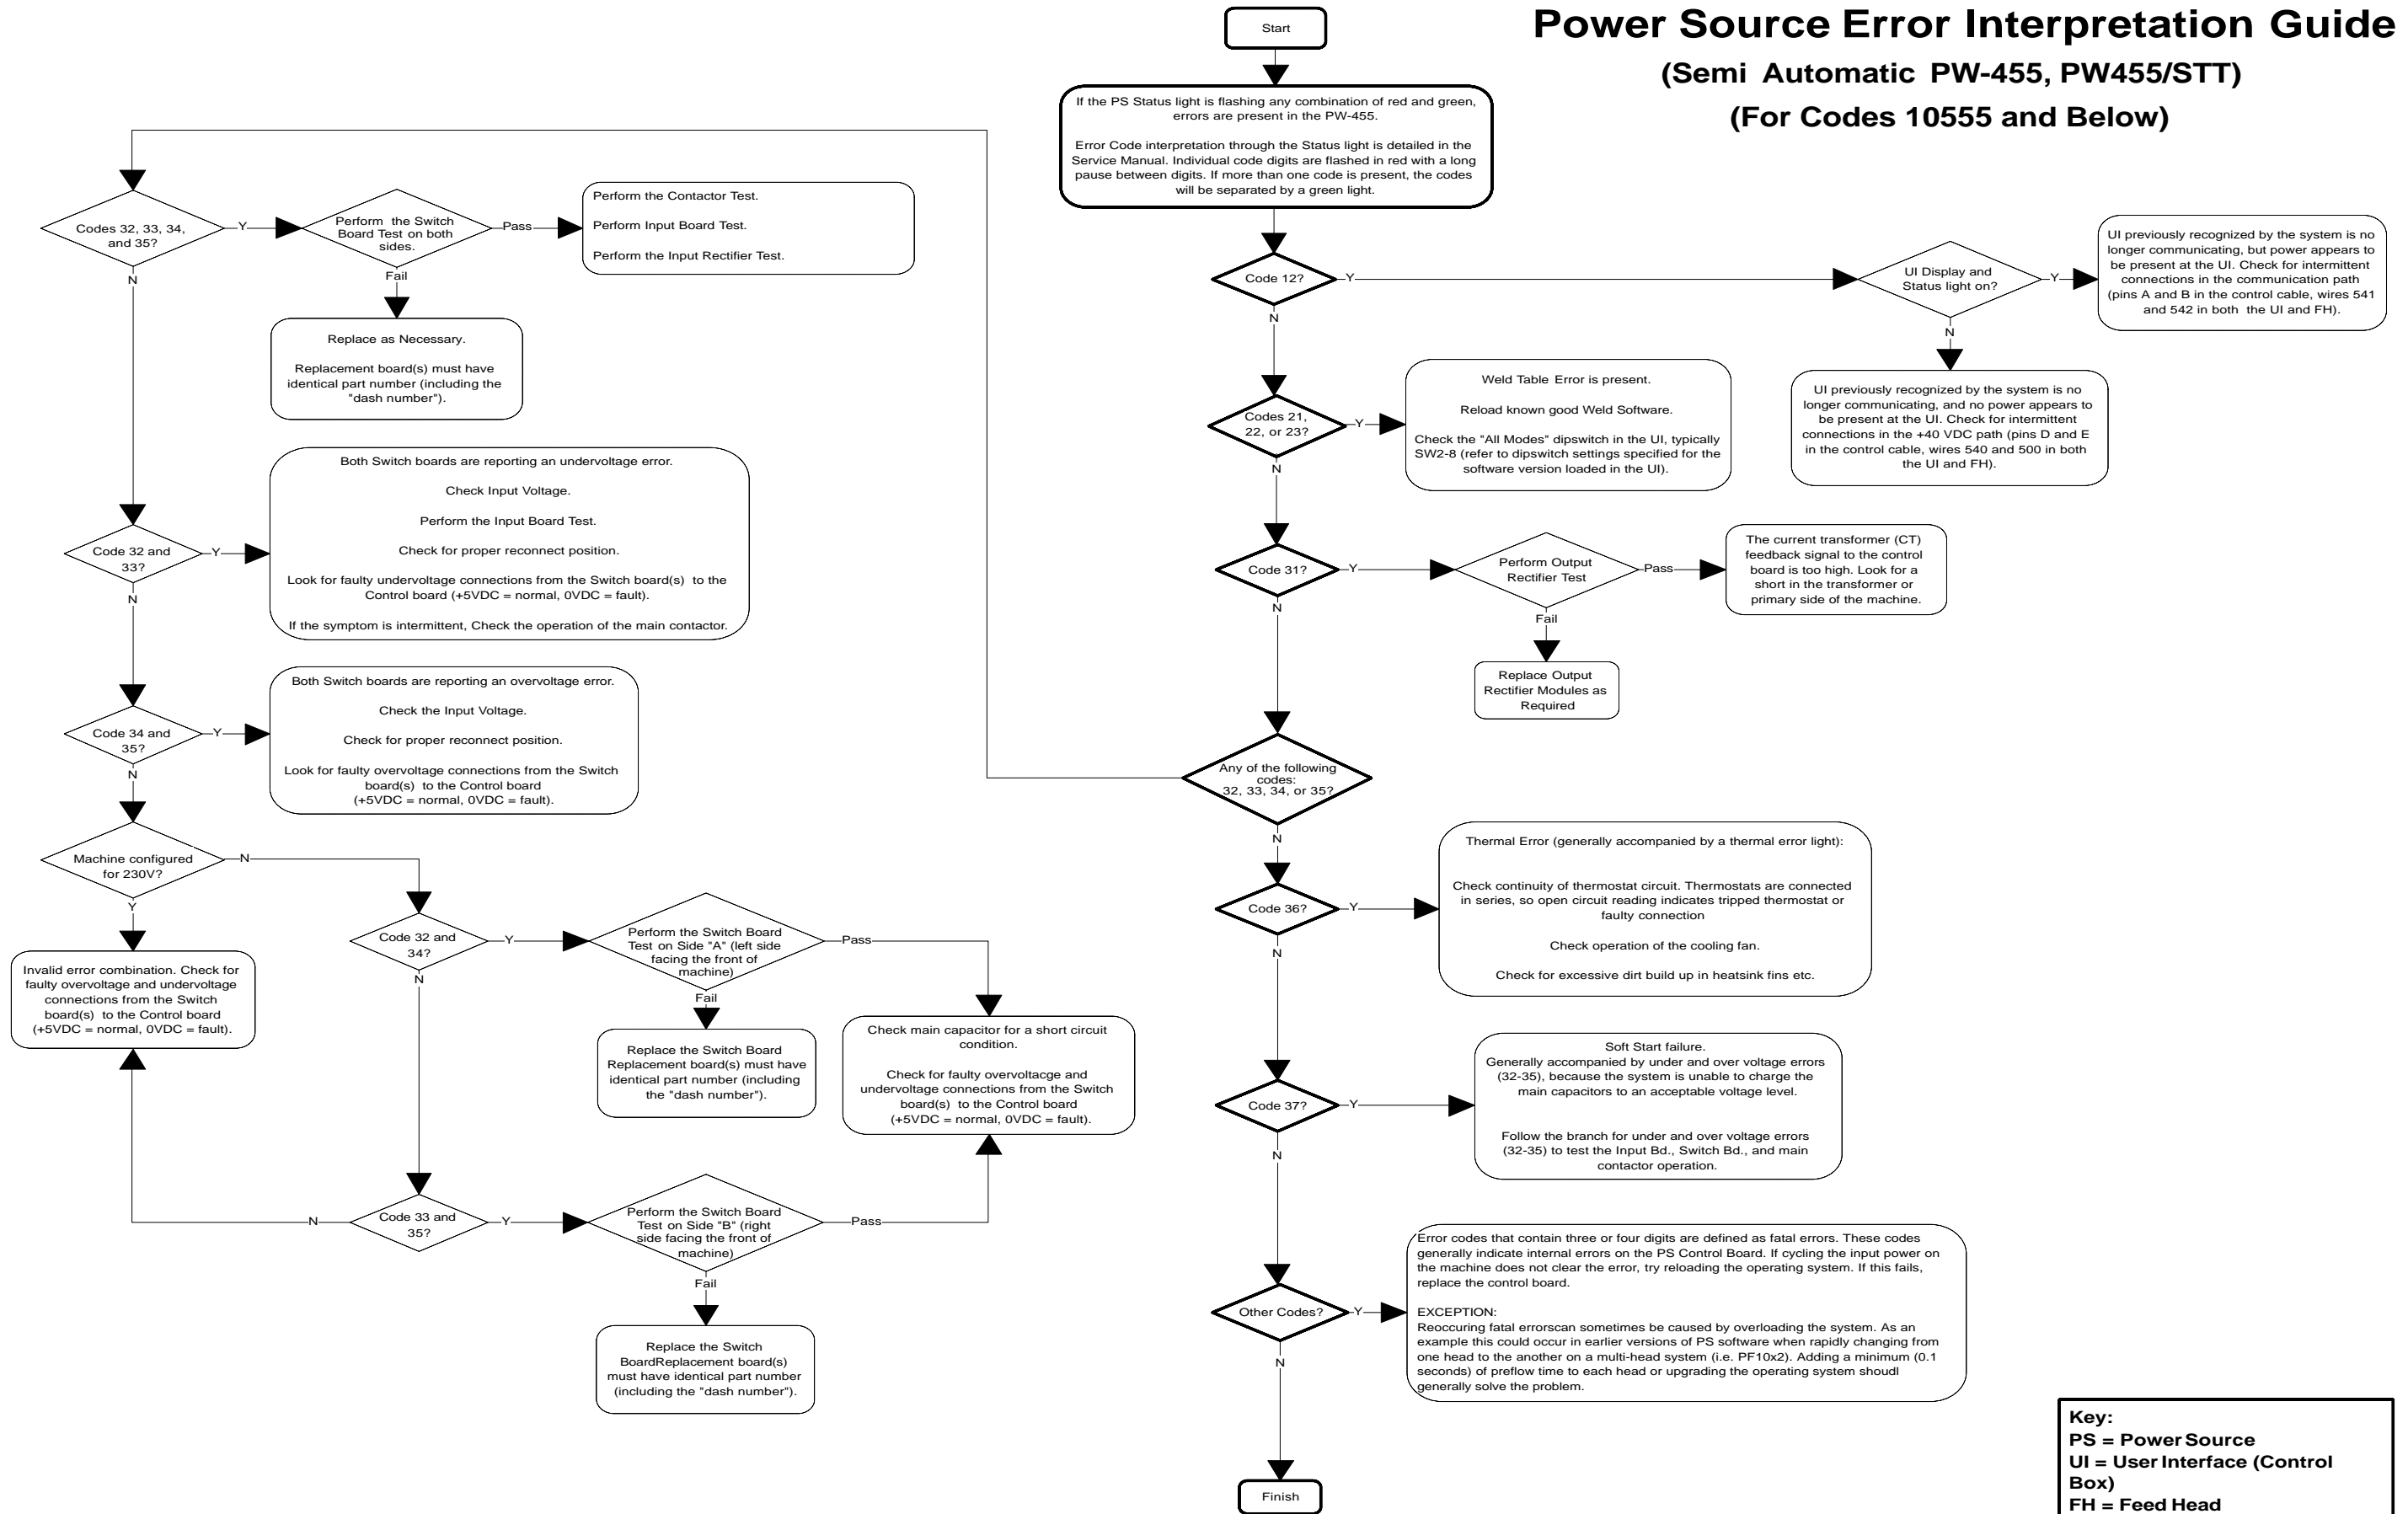 Power Source Error Interpretation Guide
(Semi Automatic PW-455, PW455/STT)
(For Codes 10555 and Below)
Start
If the PS Status light is flashing any combination of red and green,
errors are present in the PW-455.
Error Code interpretation through the Status light is detailed in the
Service Manual. Individual code digits are flashed in red with a long
pause between digits. If more than one code is present, the codes
will be separated by a green light.
Code 12?
Y
N
UI Display and
Status light on?
Y
N
UI previously recognized by the system is no
longer communicating, but power appears to
be present at the UI. Check for intermittent
connections in the communication path
(pins A and B in the control cable, wires 541
and 542 in both the UI and FH).
UI previously recognized by the system is no
longer communicating, and no power appears to
be present at the UI. Check for intermittent
connections in the +40 VDC path (pins D and E
in the control cable, wires 540 and 500 in both
the UI and FH).
Codes 21,
22, or 23?
Y
N
Weld Table Error is present.
Reload known good Weld Software.
Check the "All Modes" dipswitch in the UI, typically
SW2-8 (refer to dipswitch settings specified for the
software version loaded in the UI).
Code 31?
Y
N
Perform Output
Rectifier Test
Pass
Fail
The current transformer (CT)
feedback signal to the control
board is too high. Look for a
short in the transformer or
primary side of the machine.
Replace Output
Rectifier Modules as
Required
Any of the following
codes:
32, 33, 34, or 35?
N
Code 36?
Y
N
Thermal Error (generally accompanied by a thermal error light):
Check continuity of thermostat circuit. Thermostats are connected
in series, so open circuit reading indicates tripped thermostat or
faulty connection
Check operation of the cooling fan.
Check for excessive dirt build up in heatsink fins etc.
Code 37?
Y
N
Soft Start failure.
Generally accompanied by under and over voltage errors
(32-35), because the system is unable to charge the
main capacitors to an acceptable voltage level.
Follow the branch for under and over voltage errors
(32-35) to test the Input Bd., Switch Bd., and main
contactor operation.
Other Codes?
Y
N
Error codes that contain three or four digits are defined as fatal errors. These codes
generally indicate internal errors on the PS Control Board. If cycling the input power on
the machine does not clear the error, try reloading the operating system. If this fails,
replace the control board.
EXCEPTION:
Reoccuring fatal errorscan sometimes be caused by overloading the system. As an
example this could occur in earlier versions of PS software when rapidly changing from
one head to the another on a multi-head system (i.e. PF10x2). Adding a minimum (0.1
seconds) of preflow time to each head or upgrading the operating system shoudl
generally solve the problem.
Finish
Codes 32, 33, 34,
and 35?
Y
N
Perform the Switch
Board Test on both
sides.
Pass
Fail
Perform the Contactor Test.
Perform Input Board Test.
Perform the Input Rectifier Test.
Replace as Necessary.
Replacement board(s) must have
identical part number (including the
"dash number").
Code 32 and
33?
Y
N
Both Switch boards are reporting an undervoltage error.
Check Input Voltage.
Perform the Input Board Test.
Check for proper reconnect position.
Look for faulty undervoltage connections from the Switch board(s) to the
Control board (+5VDC = normal, 0VDC = fault).
If the symptom is intermittent, Check the operation of the main contactor.
Code 34 and
35?
Y
N
Both Switch boards are reporting an overvoltage error.
Check the Input Voltage.
Check for proper reconnect position.
Look for faulty overvoltage connections from the Switch
board(s) to the Control board
(+5VDC = normal, 0VDC = fault).
Machine configured
for 230V?
N
Y
Invalid error combination. Check for
faulty overvoltage and undervoltage
connections from the Switch
board(s) to the Control board
(+5VDC = normal, 0VDC = fault).
Code 32 and
34?
Y
N
Perform the Switch Board
Test on Side "A" (left side
facing the front of
machine)
Pass
Fail
Replace the Switch Board
Replacement board(s) must have
identical part number (including
the "dash number").
Check main capacitor for a short circuit
condition.
Check for faulty overvoltacge and
undervoltage connections from the Switch
board(s) to the Control board
(+5VDC = normal, 0VDC = fault).
Code 33 and
35?
N
Y
Perform the Switch Board
Test on Side "B" (right
side facing the front of
machine)
Pass
Fail
Replace the Switch
BoardReplacement board(s)
must have identical part number
(including the "dash number").
Key:
PS = Power Source
UI = User Interface (Control
Box)
FH = Feed Head